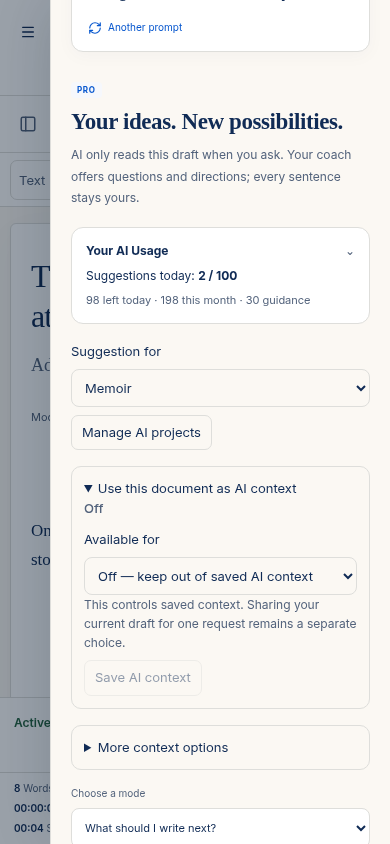 Another prompt
PRO
Your ideas. New possibilities.
AI only reads this draft when you ask. Your coach
offers questions and directions; every sentence
stays yours.
Your AI Usage
Suggestions today: 2 / 100
98 left today · 198 this month · 30 guidance
Suggestion for
Text
Memoir
Manage AI projects
Use this document as AI context
Off
Available for
Off — keep out of saved AI context
This controls saved context. Sharing your
current draft for one request remains a separate
choice.
Save AI context
Active
More context options
8 Words
Choose a mode
00:04
What should I write next?